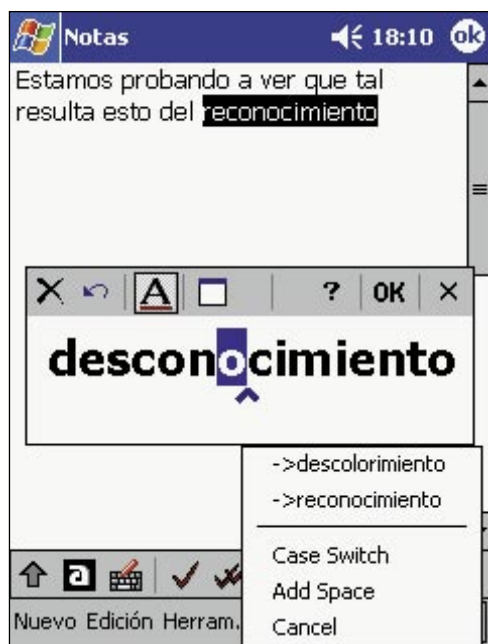 Notas 18:10 ok
Estamos probando a ver que tal
resulta esto del reconocimiento
A ? OK ×
desconocimiento
->descolorimiento
->reconocimiento
Case Switch
Add Space
Cancel
a
Nuevo Edición Herram.